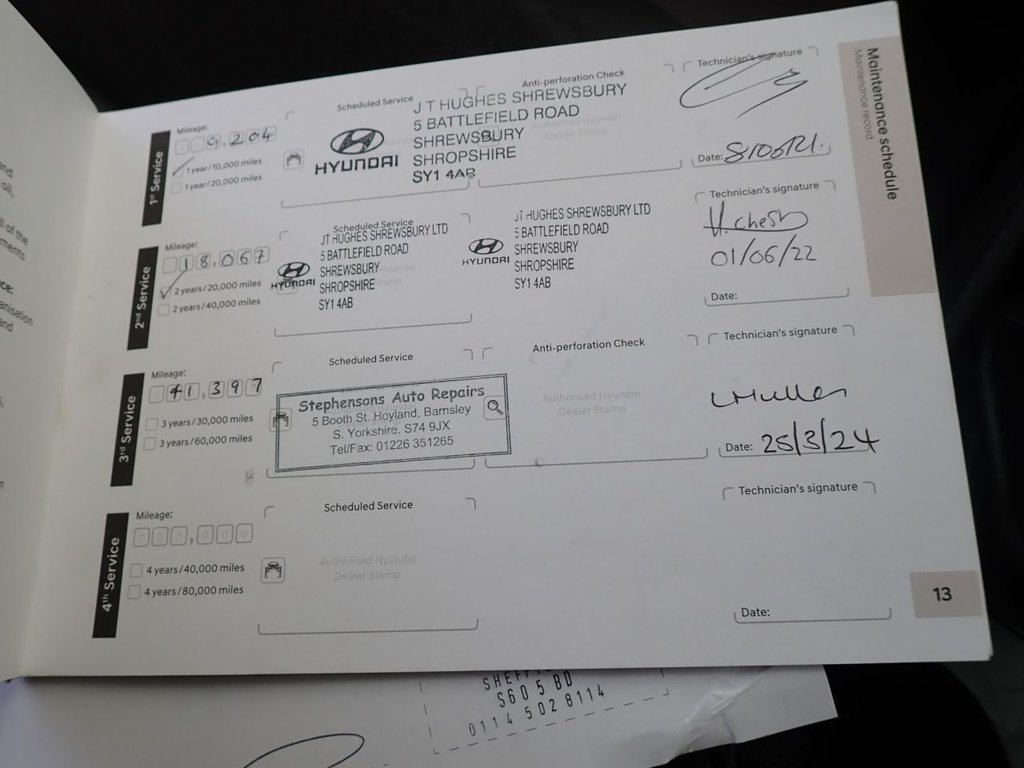 Maintenance schedule
Maintenance record
1st Service
Mileage:
9,204
1 year/10,000 miles
1 year/20,000 miles
Scheduled Service
Anti-perforation Check
HYUNDAI
J T HUGHES SHREWSBURY
5 BATTLEFIELD ROAD
SHREWSBURY
SHROPSHIRE
SY1 4AB
Authorised Hyundai
Dealer Stamp
Technician's signature
Date:
2nd Service
Mileage:
18,067
2 years/20,000 miles
2 years/40,000 miles
Scheduled Service
HYUNDAI
JT HUGHES SHREWSBURY LTD
5 BATTLEFIELD ROAD
SHREWSBURY
SHROPSHIRE
SY1 4AB
HYUNDAI
JT HUGHES SHREWSBURY LTD
5 BATTLEFIELD ROAD
SHREWSBURY
SHROPSHIRE
SY1 4AB
Technician's signature
01/06/22
Date:
3rd Service
Mileage:
41,397
3 years/30,000 miles
3 years/60,000 miles
Scheduled Service
Stephensons Auto Repairs
5 Booth St. Hoyland, Barnsley
S. Yorkshire. S74 9JX
Tel/Fax: 01226 351265
Anti-perforation Check
Authorised Hyundai
Dealer Stamp
Technician's signature
Date: 25/3/24
4th Service
Mileage:
000,000
4 years/40,000 miles
4 years/80,000 miles
Scheduled Service
Authorised Hyundai
Dealer Stamp
Technician's signature
Date:
13
S60 5 BD
0114 502 8114